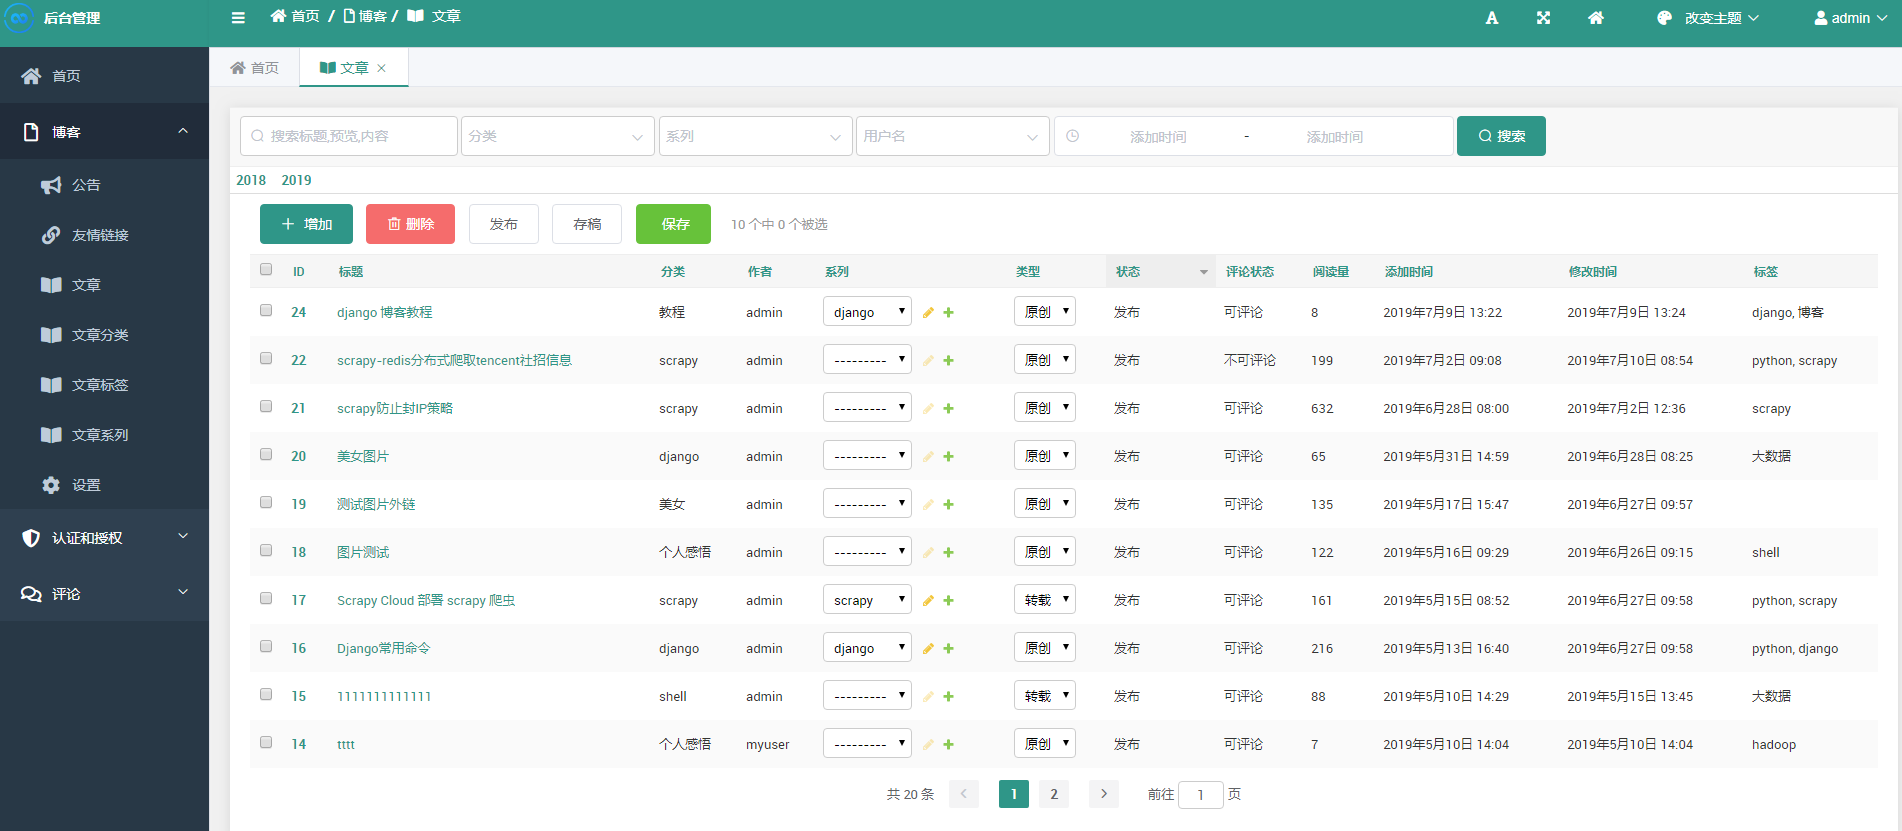 后台管理
首页 / 博客 / 文章
A
改变主题
admin
首页
博客
公告
友情链接
文章
文章分类
文章标签
文章系列
设置
认证和授权
评论
首页
文章 ×
搜索标题,预览,内容
分类
系列
用户名
添加时间 - 添加时间
搜索
2018 2019
+ 增加
删除
发布
存稿
保存
10 个中 0 个被选
ID 标题 分类 作者 系列 类型 状态 评论状态 阅读量 添加时间 修改时间 标签
24 django 博客教程 教程 admin django 原创 发布 可评论 8 2019年7月9日 13:22 2019年7月9日 13:24 django, 博客
22 scrapy-redis分布式爬取tencent社招信息 scrapy admin --------- 原创 发布 不可评论 199 2019年7月2日 09:08 2019年7月10日 08:54 python, scrapy
21 scrapy防止封IP策略 scrapy admin --------- 原创 发布 可评论 632 2019年6月28日 08:00 2019年7月2日 12:36 scrapy
20 美女图片 django admin --------- 原创 发布 可评论 65 2019年5月31日 14:59 2019年6月28日 08:25 大数据
19 测试图片外链 美女 admin --------- 原创 发布 可评论 135 2019年5月17日 15:47 2019年6月27日 09:57
18 图片测试 个人感悟 admin --------- 原创 发布 可评论 122 2019年5月16日 09:29 2019年6月26日 09:15 shell
17 Scrapy Cloud 部署 scrapy 爬虫 scrapy admin scrapy 转载 发布 可评论 161 2019年5月15日 08:52 2019年6月27日 09:58 python, scrapy
16 Django常用命令 django admin django 原创 发布 可评论 216 2019年5月13日 16:40 2019年6月27日 09:58 python, django
15 1111111111111 shell admin --------- 转载 发布 可评论 88 2019年5月10日 14:29 2019年5月15日 13:45 大数据
14 tttt 个人感悟 myuser --------- 原创 发布 可评论 7 2019年5月10日 14:04 2019年5月10日 14:04 hadoop
共 20 条 < 1 2 > 前往 1 页